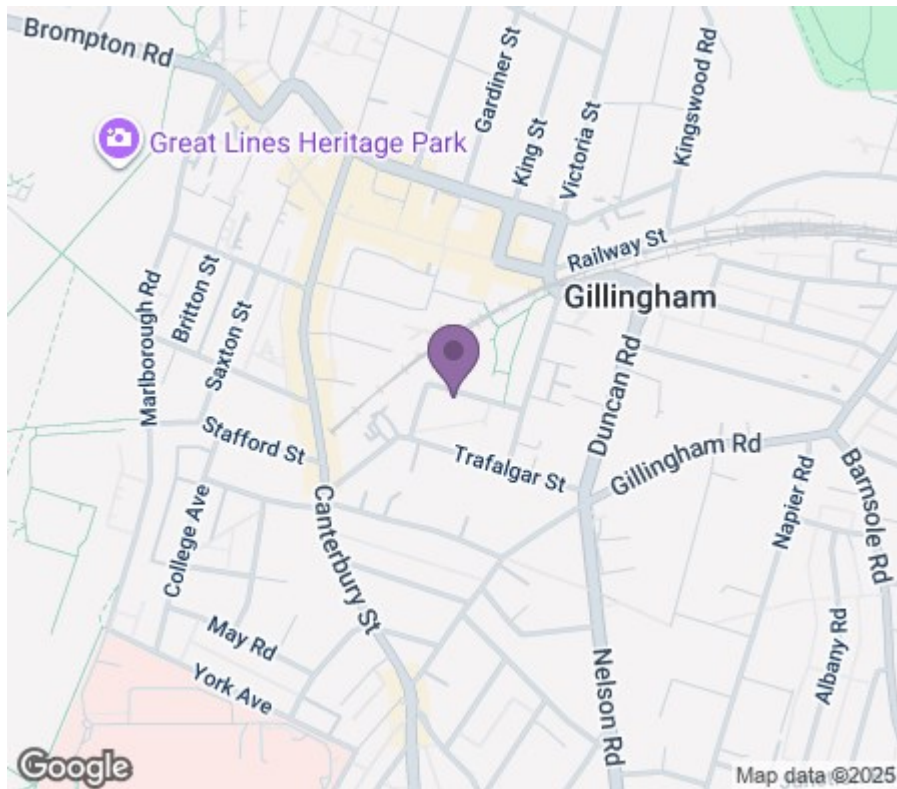 Brompton Rd
Gardiner St
King St
Victoria St
Kingswood Rd
Great Lines Heritage Park
Railway St
Gillingham
Marlborough Rd
Britton St
Saxton St
Duncan Rd
Stafford St
Trafalgar St
Gillingham Rd
Barnsole Rd
Napier Rd
College Ave
Canterbury St
May Rd
York Ave
Nelson Rd
Albany Rd
Google
Map data ©2025